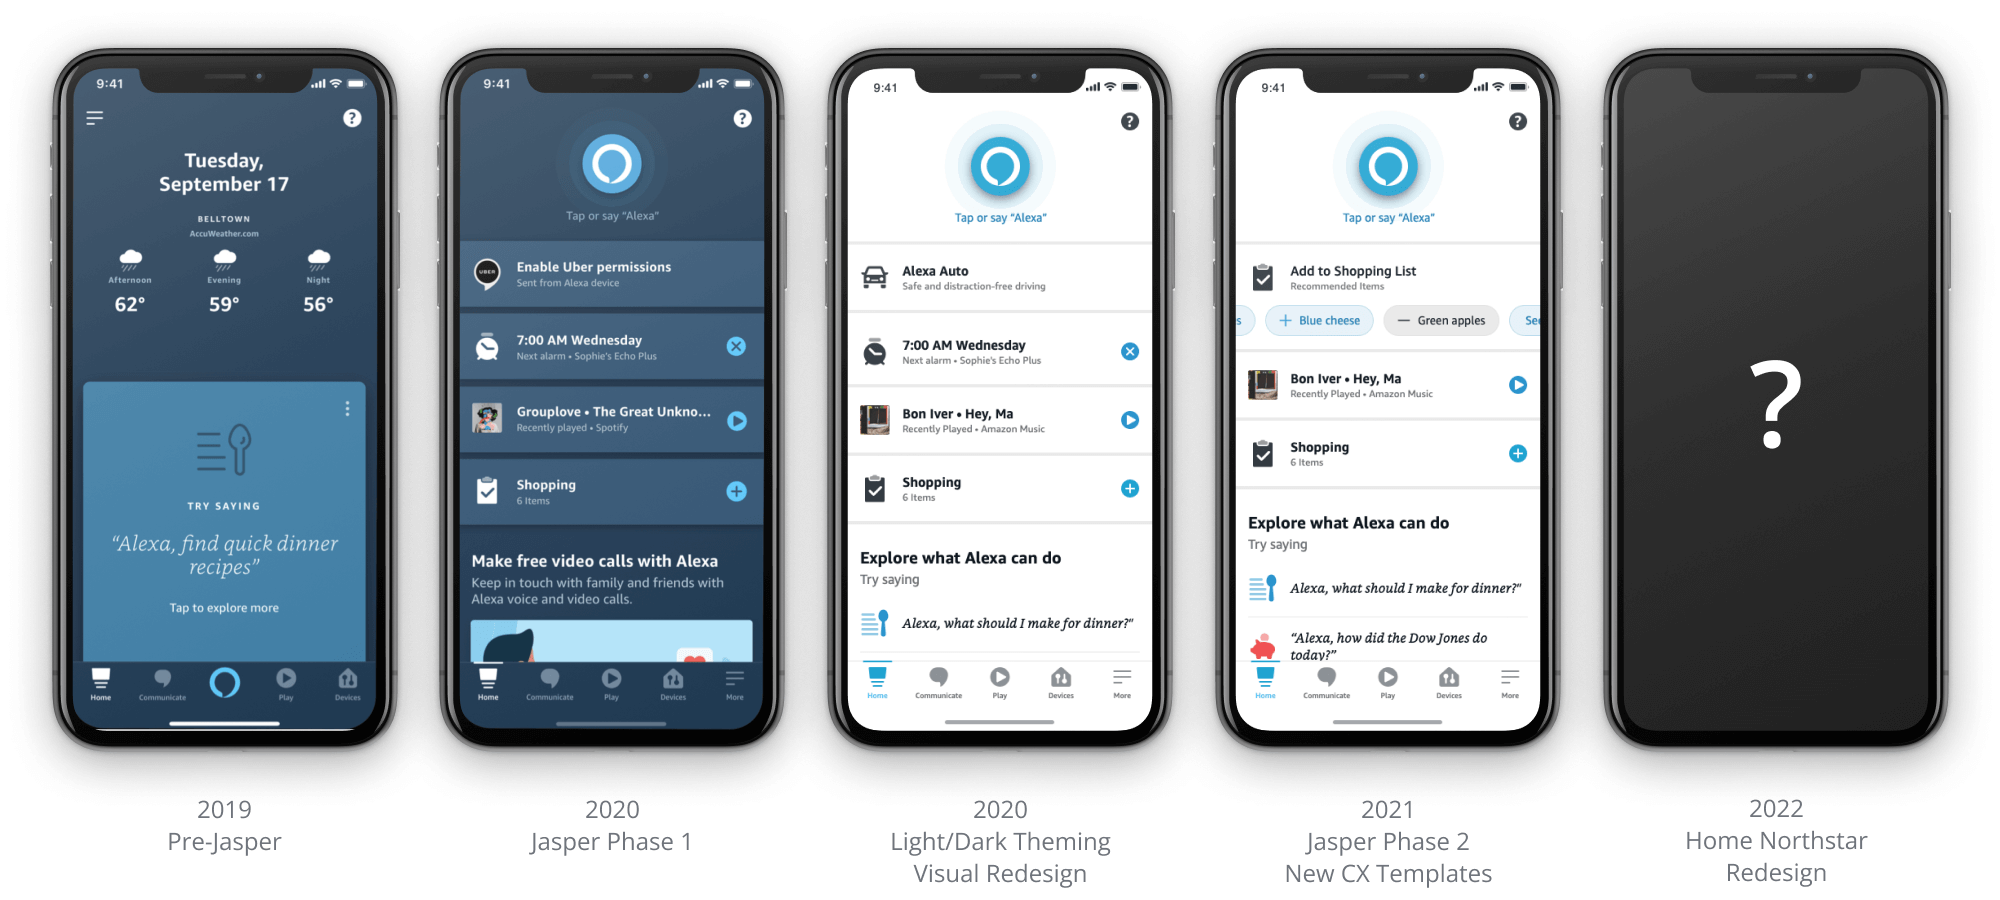 9:41
?
Tuesday,
September 17
BELLTOWN
AccuWeather.com
Afternoon Evening Night
62° 59° 56°
TRY SAYING
“Alexa, find quick dinner
recipes”
Tap to explore more
Home Communicate Play Devices
2019
Pre-Jasper
9:41
?
Tap or say “Alexa”
UBER
Enable Uber permissions
Sent from Alexa device
7:00 AM Wednesday
Next alarm • Sophie's Echo Plus
Grouplove • The Great Unkno...
Recently played • Spotify
Shopping
6 Items
Make free video calls with Alexa
Keep in touch with family and friends with
Alexa voice and video calls.
Home Communicate Play Devices More
2020
Jasper Phase 1
9:41
?
Tap or say “Alexa”
Alexa Auto
Safe and distraction-free driving
7:00 AM Wednesday
Next alarm • Sophie's Echo Plus
Bon Iver • Hey, Ma
Recently Played • Amazon Music
Shopping
6 Items
Explore what Alexa can do
Try saying
Alexa, what should I make for dinner?"
Home Communicate Play Devices More
2020
Light/Dark Theming
Visual Redesign
9:41
?
Tap or say “Alexa”
Add to Shopping List
Recommended Items
s + Blue cheese — Green apples See
Bon Iver • Hey, Ma
Recently Played • Amazon Music
Shopping
6 Items
Explore what Alexa can do
Try saying
Alexa, what should I make for dinner?"
“Alexa, how did the Dow Jones do
today?”
Home Communicate Play Devices More
2021
Jasper Phase 2
New CX Templates
?
2022
Home Northstar
Redesign